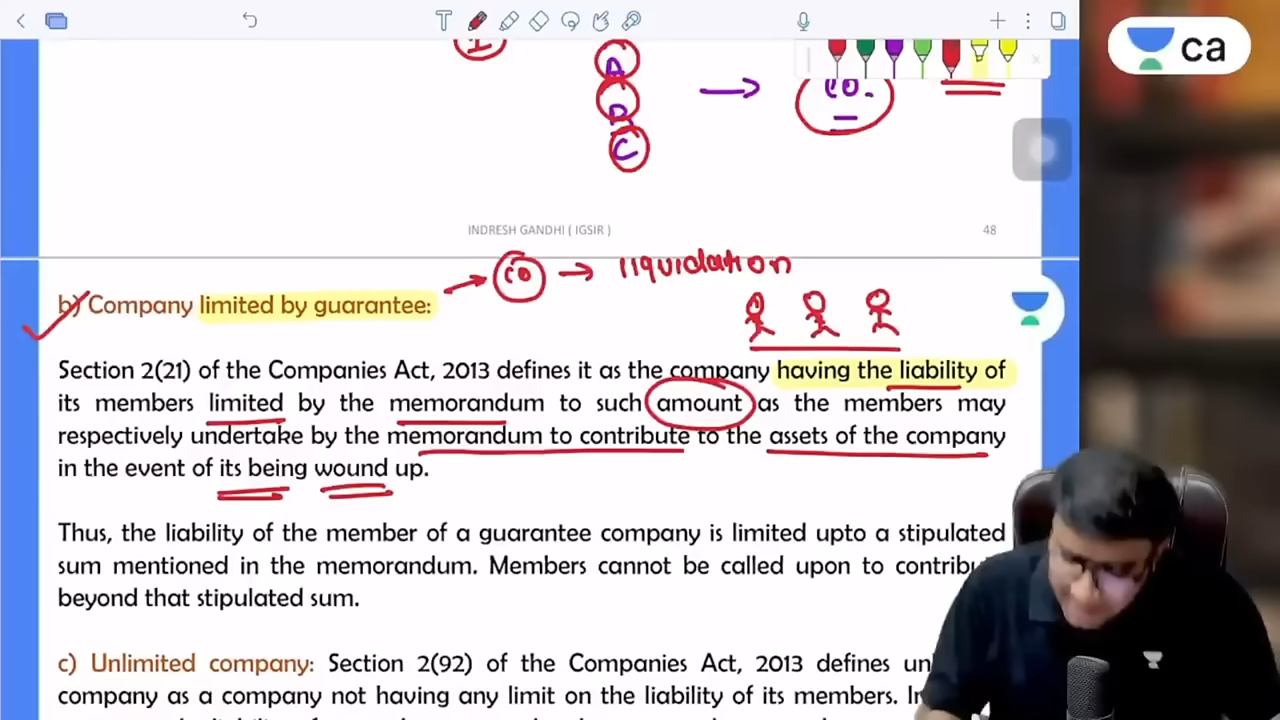 T
ca
I
A
B
C
CO.
INDRESH GANDHI ( IGSIR )
48
CO → liquidation
b) Company limited by guarantee:
Section 2(21) of the Companies Act, 2013 defines it as the company having the liability of
its members limited by the memorandum to such amount as the members may
respectively undertake by the memorandum to contribute to the assets of the company
in the event of its being wound up.
Thus, the liability of the member of a guarantee company is limited upto a stipulated
sum mentioned in the memorandum. Members cannot be called upon to contribu
beyond that stipulated sum.
c) Unlimited company: Section 2(92) of the Companies Act, 2013 defines un
company as a company not having any limit on the liability of its members. In